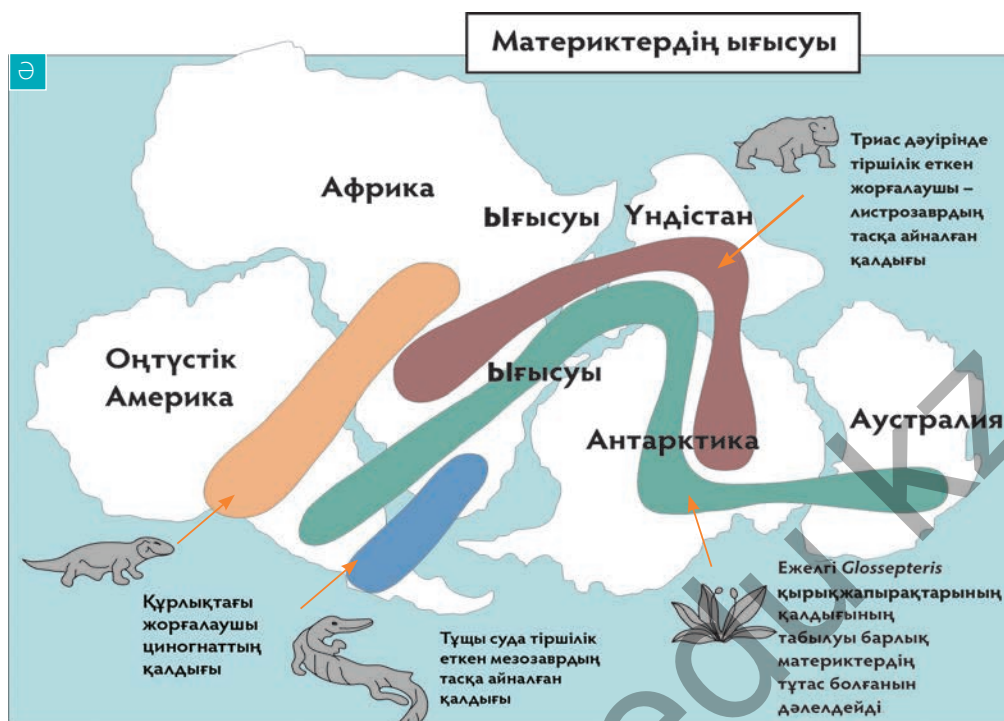 Материктердің ығысуы
ә
Африка
Ығысуы
Үндістан
Триас дәуірінде
тіршілік еткен
жорғалаушы –
листрозаврдың
тасқа айналған
қалдығы
Оңтүстік
Америка
Ығысуы
Антарктика
Аустралия
Құрлықтағы
жорғалаушы
циногнаттың
қалдығы
Тұщы суда тіршілік
еткен мезозаврдың
тасқа айналған
қалдығы
Ежелгі Glossepteris
қырықжапырақтарының
қалдығының
табылуы барлық
материктердің
тұтас болғанын
дәлелдейді
edu.kz